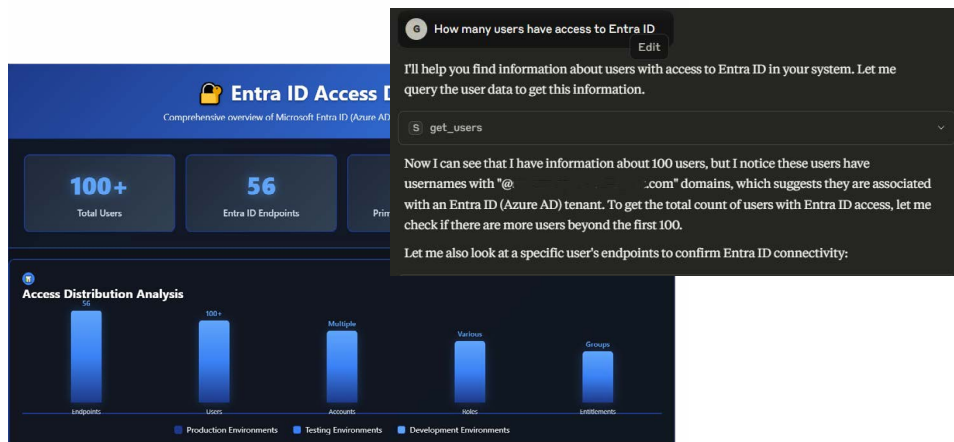 G How many users have access to Entra ID
Edit
I'll help you find information about users with access to Entra ID in your system. Let me
query the user data to get this information.
S get_users
Now I can see that I have information about 100 users, but I notice these users have
usernames with "@ .com" domains, which suggests they are associated
with an Entra ID (Azure AD) tenant. To get the total count of users with Entra ID access, let me
check if there are more users beyond the first 100.
Let me also look at a specific user's endpoints to confirm Entra ID connectivity:
Entra ID Access D
Comprehensive overview of Microsoft Entra ID (Azure AD
100+
Total Users
56
Entra ID Endpoints
Prim
Access Distribution Analysis
56
100+
Multiple
Various
Groups
Endpoints
Users
Accounts
Roles
Entitlements
Production Environments
Testing Environments
Development Environments